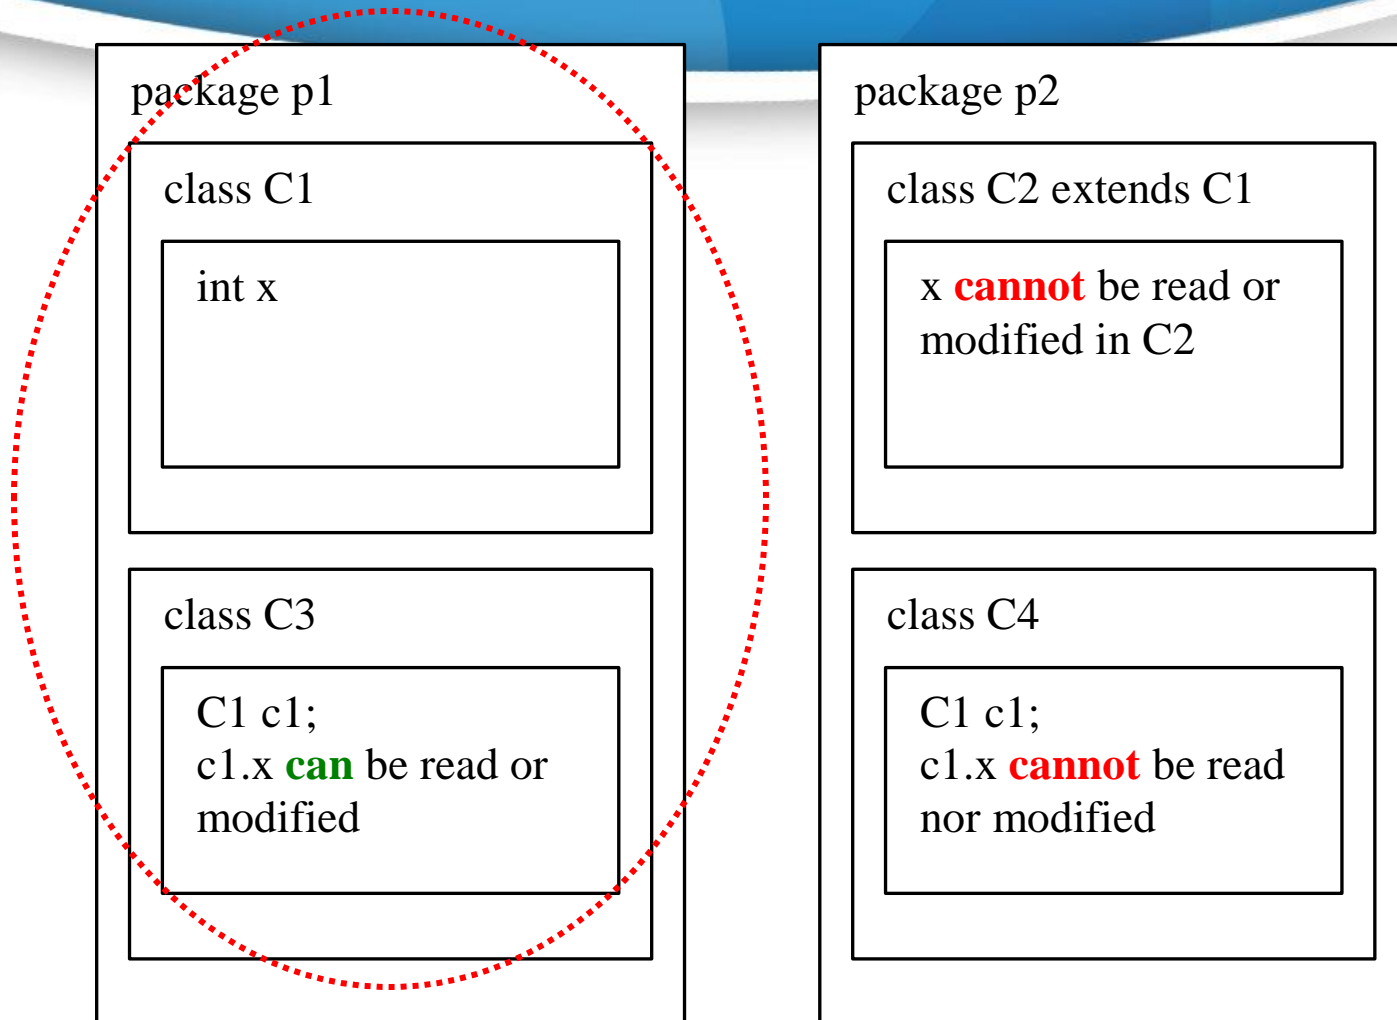 package p1
class C1
int x
class C3
C1 c1;
c1.x can be read or
modified
package p2
class C2 extends C1
x cannot be read or
modified in C2
class C4
C1 c1;
c1.x cannot be read
nor modified